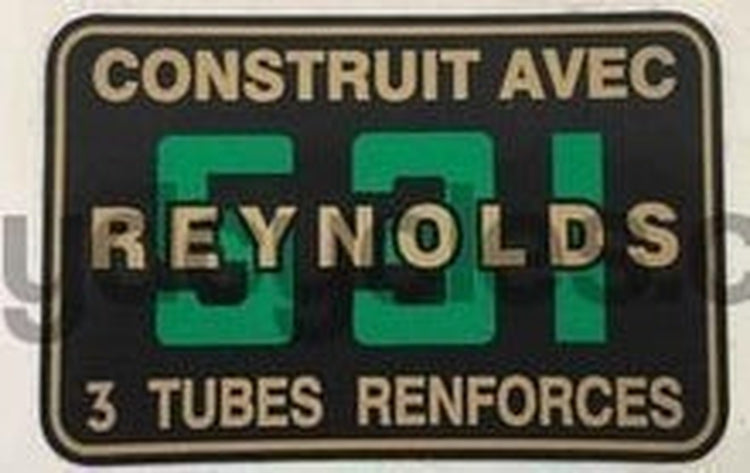 CONSTRUIT AVEC
531
REYNOLDS
3 TUBES RENFORCES